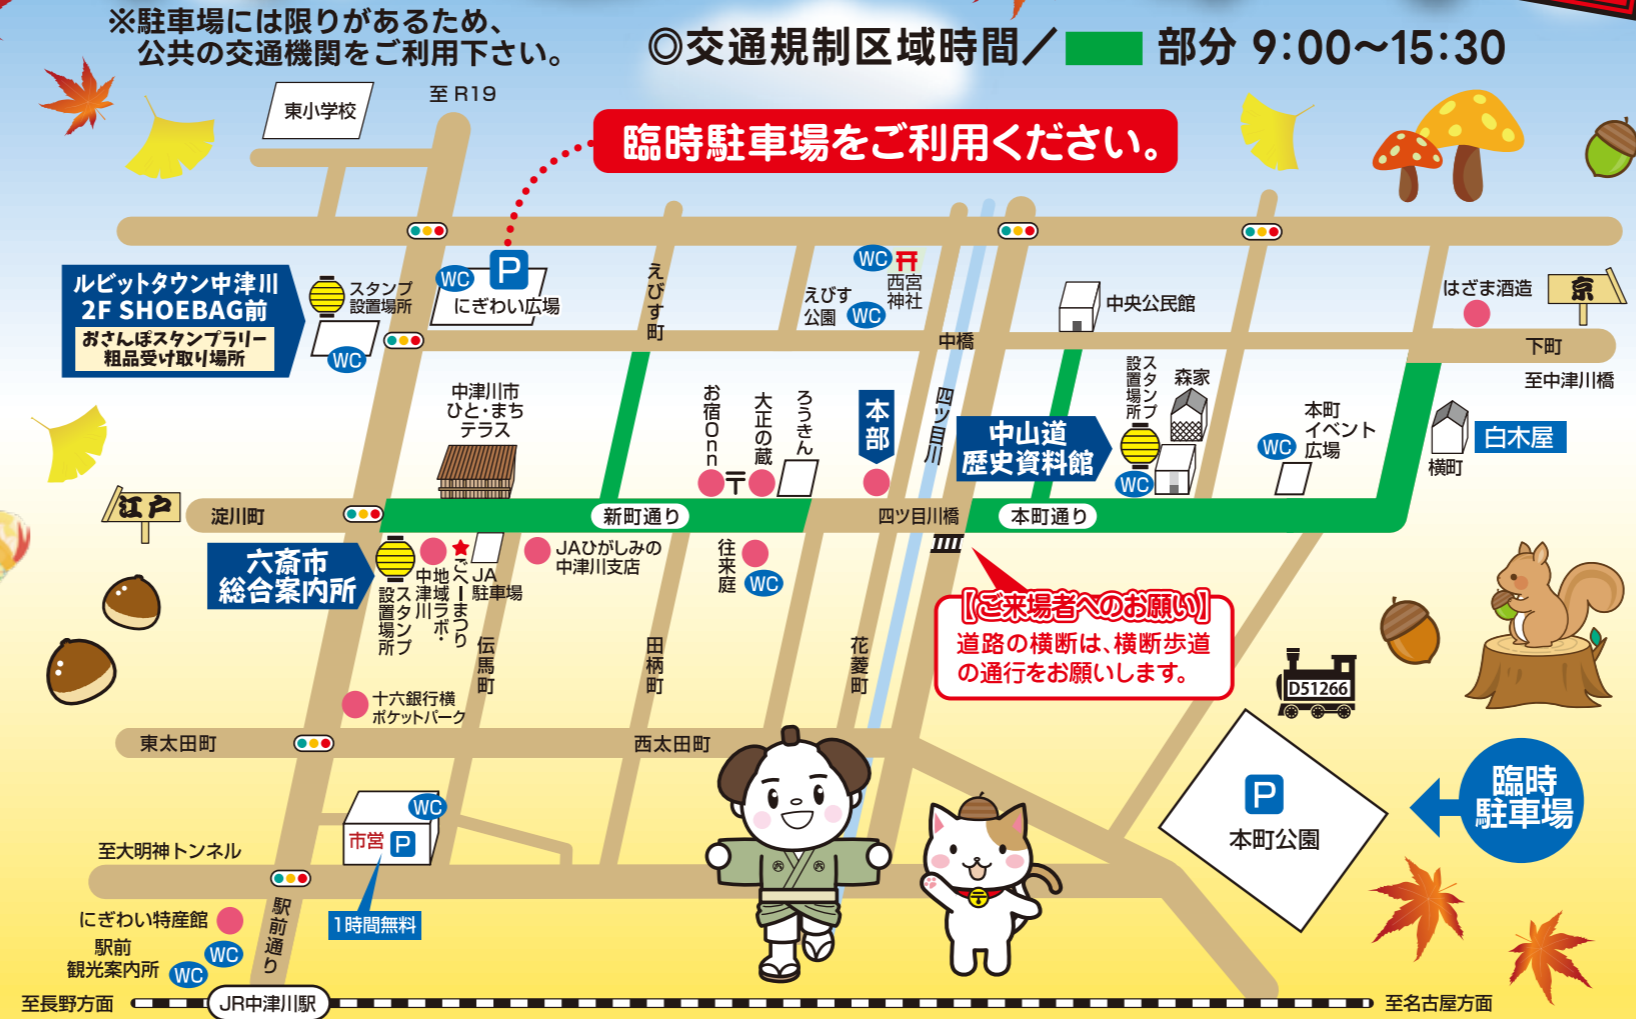 ※駐車場には限りがあるため、
公共の交通機関をご利用下さい。
◎交通規制区域時間／
部分 9:00〜15:30
至 R19
東小学校
臨時駐車場をご利用ください。
ルビットタウン中津川
2F SHOEBAG前
おさんぽスタンプラリー
粗品受け取り場所
スタンプ
設置場所
WC
WC
P
にぎわい広場
えびす町
WC
西宮
神社
えびす
公園
WC
中橋
中央公民館
はざま酒造
京
下町
至中津川橋
中津川市
ひと・まち
テラス
お宿Onn
〒
大正の蔵
ろうきん
本部
四ツ目川
中山道
歴史資料館
スタンプ
設置場所
WC
森家
WC
本町
イベント
広場
横町
白木屋
江戸
淀川町
新町通り
四ツ目川橋
本町通り
六斎市
総合案内所
スタンプ
設置場所
地域ラボ・
中津川
★
ごへーまつり
JA
駐車場
JAひがしみの
中津川支店
往来庭
WC
【ご来場者へのお願い】
道路の横断は、横断歩道
の通行をお願いします。
伝馬町
田柄町
花菱町
十六銀行横
ポケットパーク
D51266
東太田町
西太田町
WC
市営 P
1時間無料
P
本町公園
臨時
駐車場
至大明神トンネル
にぎわい特産館
駅前
観光案内所
WC
WC
駅前通り
六
六
至長野方面
JR中津川駅
至名古屋方面